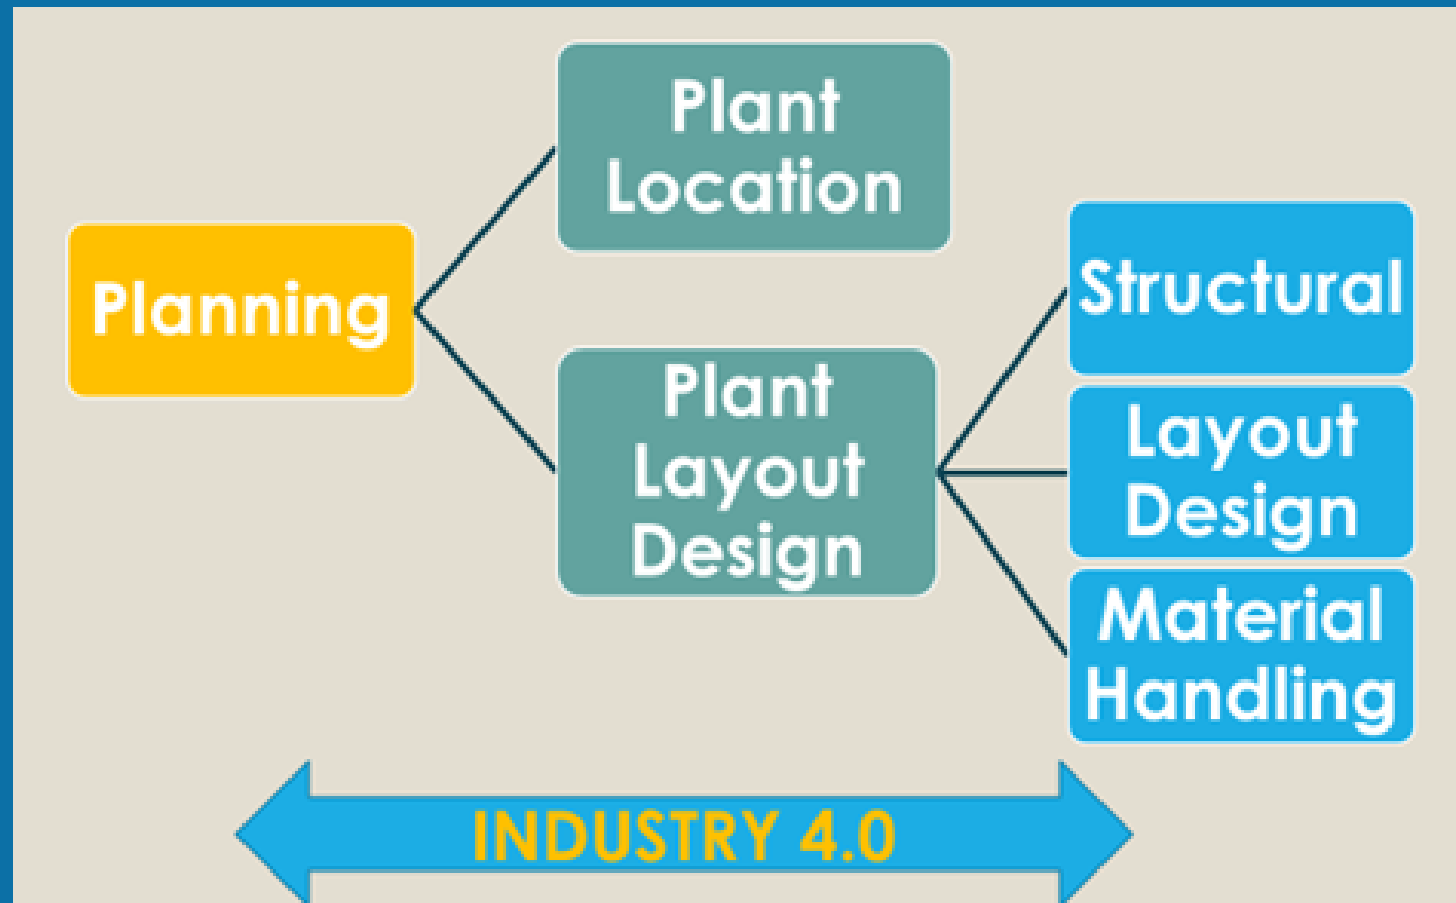 Plant
Location
Planning
Plant
Layout
Design
Structural
Layout
Design
Material
Handling
INDUSTRY 4.0